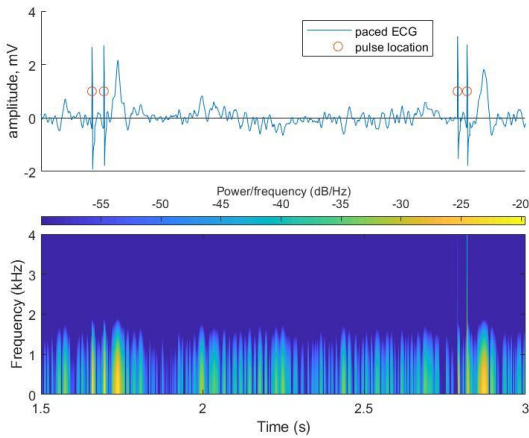 4
2
0
-2
amplitude, mV
paced ECG
pulse location
Power/frequency (dB/Hz)
-55 -50 -45 -40 -35 -30 -25 -20
4
3
2
1
0
Frequency (kHz)
1.5 2 2.5 3
Time (s)